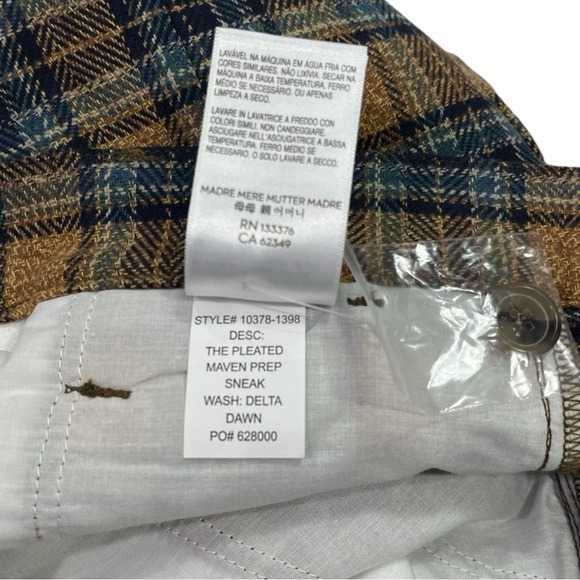 LAVÁVEL NA MÁQUINA EM ÁGUA FRIA COM
CORES SIMILARES. NÃO LIXÍVIA. SECAR NA
MÁQUINA A BAIXA TEMPERATURA, FERRO
MÉDIO SE NECESSÁRIO. OU APENAS
LIMPEZA A SECO.
LAVARE IN LAVATRICE A FREDDO CON
COLORI SIMILI, NON CANDEGGIARE.
ASCIUGARE NELL'ASCIUGATRICE A BASSA
TEMPERATURA, FERRO MEDIO SE
NECESSARIO. O SOLO LAVARE A SECCO.
MADRE MERE MUTTER MADRE
母母 親 어머니
RN 133376
CA 62349
STYLE# 10378-1398
DESC:
THE PLEATED
MAVEN PREP
SNEAK
WASH: DELTA
DAWN
PO# 628000